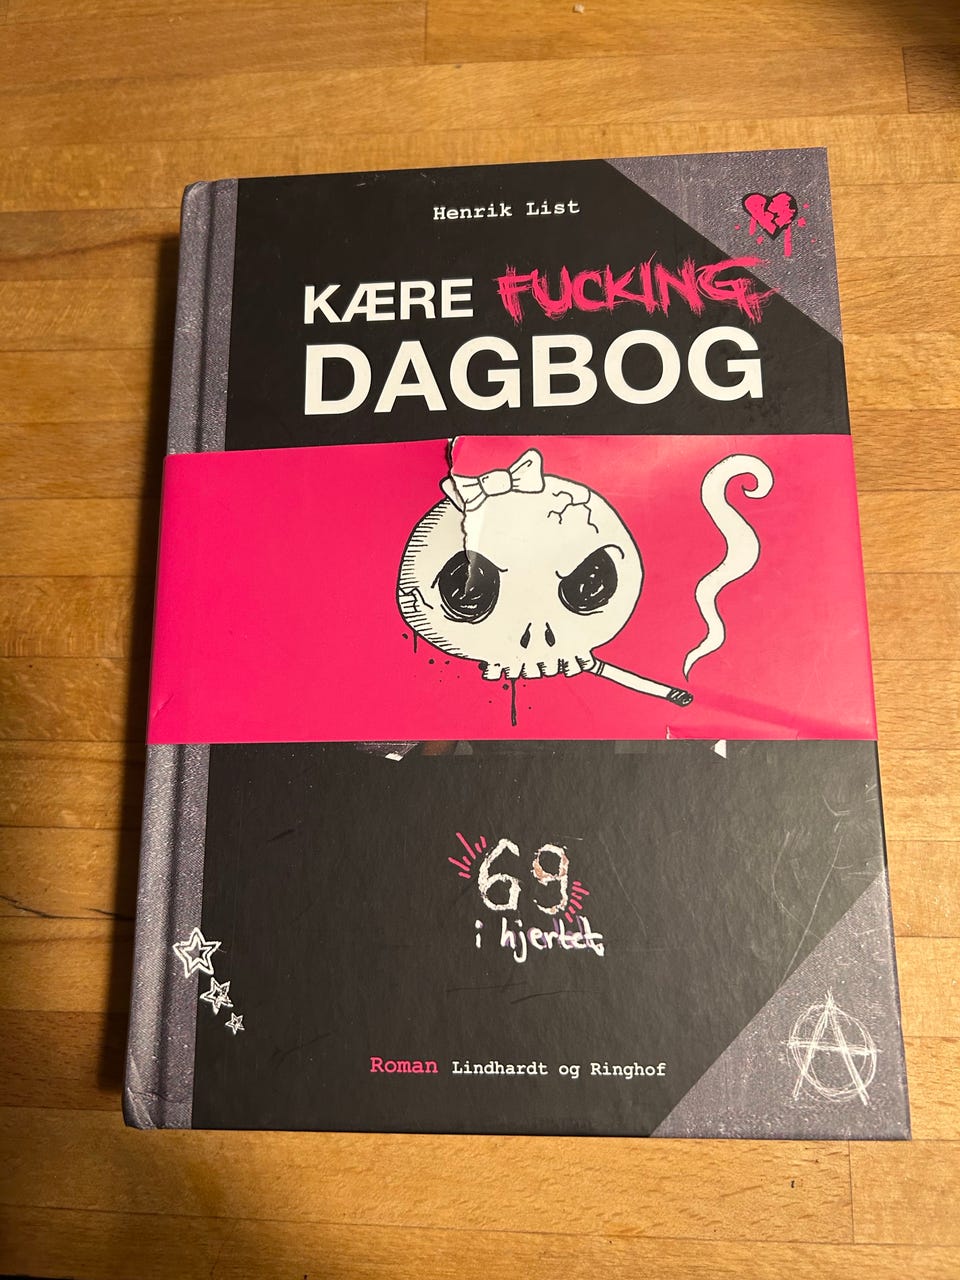 Henrik List
KÆRE FUCKING
DAGBOG
69
i hjertet
Roman Lindhardt og Ringhof